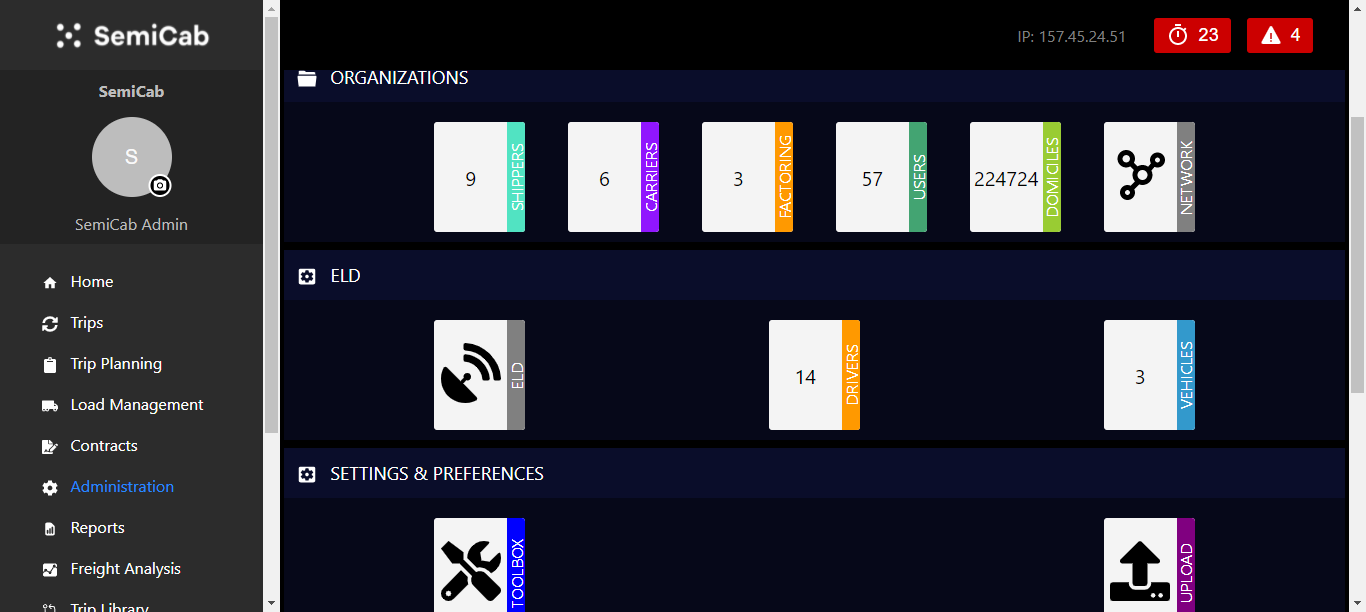 SemiCab
SemiCab
S
SemiCab Admin
Home
Trips
Trip Planning
Load Management
Contracts
Administration
Reports
Freight Analysis
Trip Library
IP: 157.45.24.51
23
4
ORGANIZATIONS
9
SHIPPERS
6
CARRIERS
3
FACTORING
57
USERS
224724
DOMICILES
NETWORK
ELD
ELD
14
DRIVERS
3
VEHICLES
SETTINGS & PREFERENCES
TOOLBOX
UPLOAD